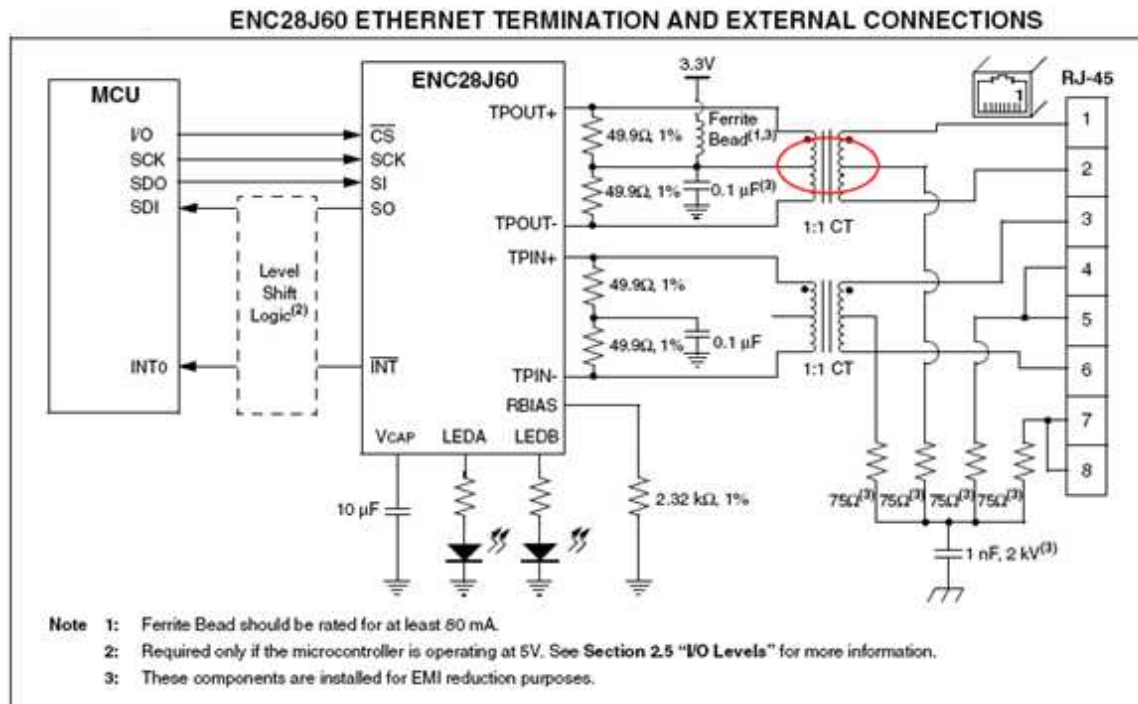 ENC28J60 ETHERNET TERMINATION AND EXTERNAL CONNECTIONS
MCU
I/O
SCK
SDO
SDI
INT0
Level
Shift
Logic(2)
ENC28J60
CS
SCK
SI
SO
INT
VCAP
LEDA
LEDB
TPOUT+
TPOUT-
TPIN+
TPIN-
RBIAS
10 µF
49.9Ω, 1%
49.9Ω, 1%
3.3V
Ferrite
Bead(1,3)
0.1 µF(3)
1:1 CT
49.9Ω, 1%
49.9Ω, 1%
0.1 µF
1:1 CT
2.32 kΩ, 1%
1
RJ-45
1
2
3
4
5
6
7
8
75Ω(3) 75Ω(3) 75Ω(3) 75Ω(3)
1 nF, 2 kV(3)
Note 1: Ferrite Bead should be rated for at least 80 mA.
2: Required only if the microcontroller is operating at 5V. See Section 2.5 “I/O Levels” for more information.
3: These components are installed for EMI reduction purposes.